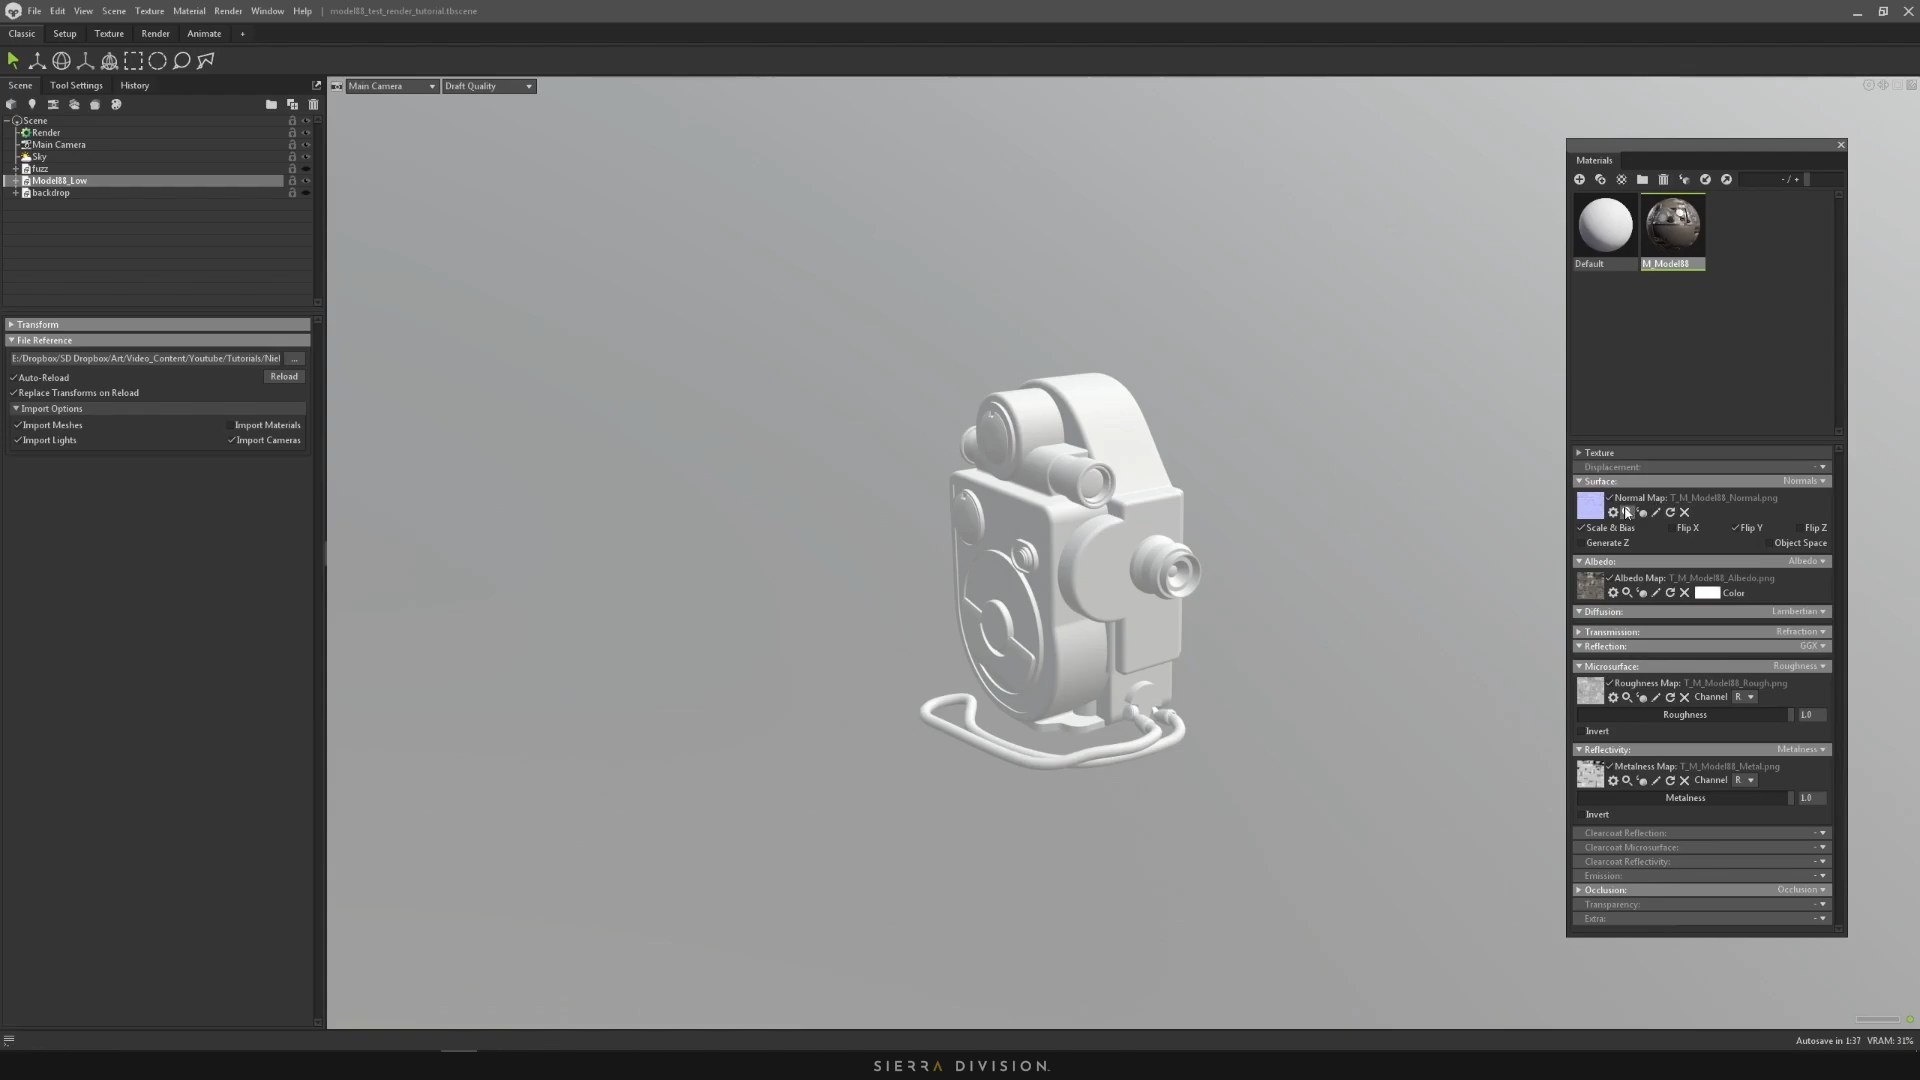 File Edit View Scene Texture Material Render Window Help model88_test_render_tutorial.tbscene
Classic Setup Texture Render Animate +
Scene Tool Settings History
Main Camera Draft Quality
Scene
Render
Main Camera
Sky
fuzz
Model88_Low
backdrop
Transform
File Reference
E:/Dropbox/SD Dropbox/Art/Video_Content/Youtube/Tutorials/Niel ...
Auto-Reload Reload
Replace Transforms on Reload
Import Options
Import Meshes Import Materials
Import Lights Import Cameras
Materials
- / +
Default M_Model88
Texture
Displacement: -
Surface: Normals
Normal Map: T_M_Model88_Normal.png
Scale & Bias Flip X Flip Y Flip Z
Generate Z Object Space
Albedo: Albedo
Albedo Map: T_M_Model88_Albedo.png
Color
Diffusion: Lambertian
Transmission: Refraction
Reflection: GGX
Microsurface: Roughness
Roughness Map: T_M_Model88_Rough.png
Channel R
Roughness 1.0
Invert
Reflectivity: Metalness
Metalness Map: T_M_Model88_Metal.png
Channel R
Metalness 1.0
Invert
Clearcoat Reflection: -
Clearcoat Microsurface: -
Clearcoat Reflectivity: -
Emission: -
Occlusion: Occlusion
Transparency: -
Extra: -
Autosave in 1:37 VRAM: 31%
SIERRA DIVISION.